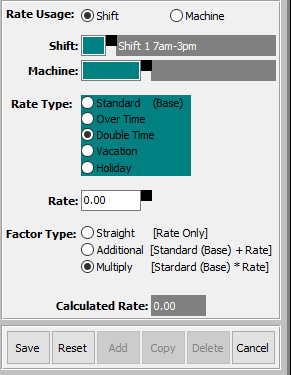 Rate Usage: Shift Machine
Shift: Shift 1 7am-3pm
Machine:
Rate Type: Standard (Base)
Over Time
Double Time
Vacation
Holiday
Rate: 0.00
Factor Type: Straight [Rate Only]
Additional [Standard (Base) + Rate]
Multiply [Stardard (Base) * Rate]
Calculated Rate: 0.00
Save Reset Add Copy Delete Cancel